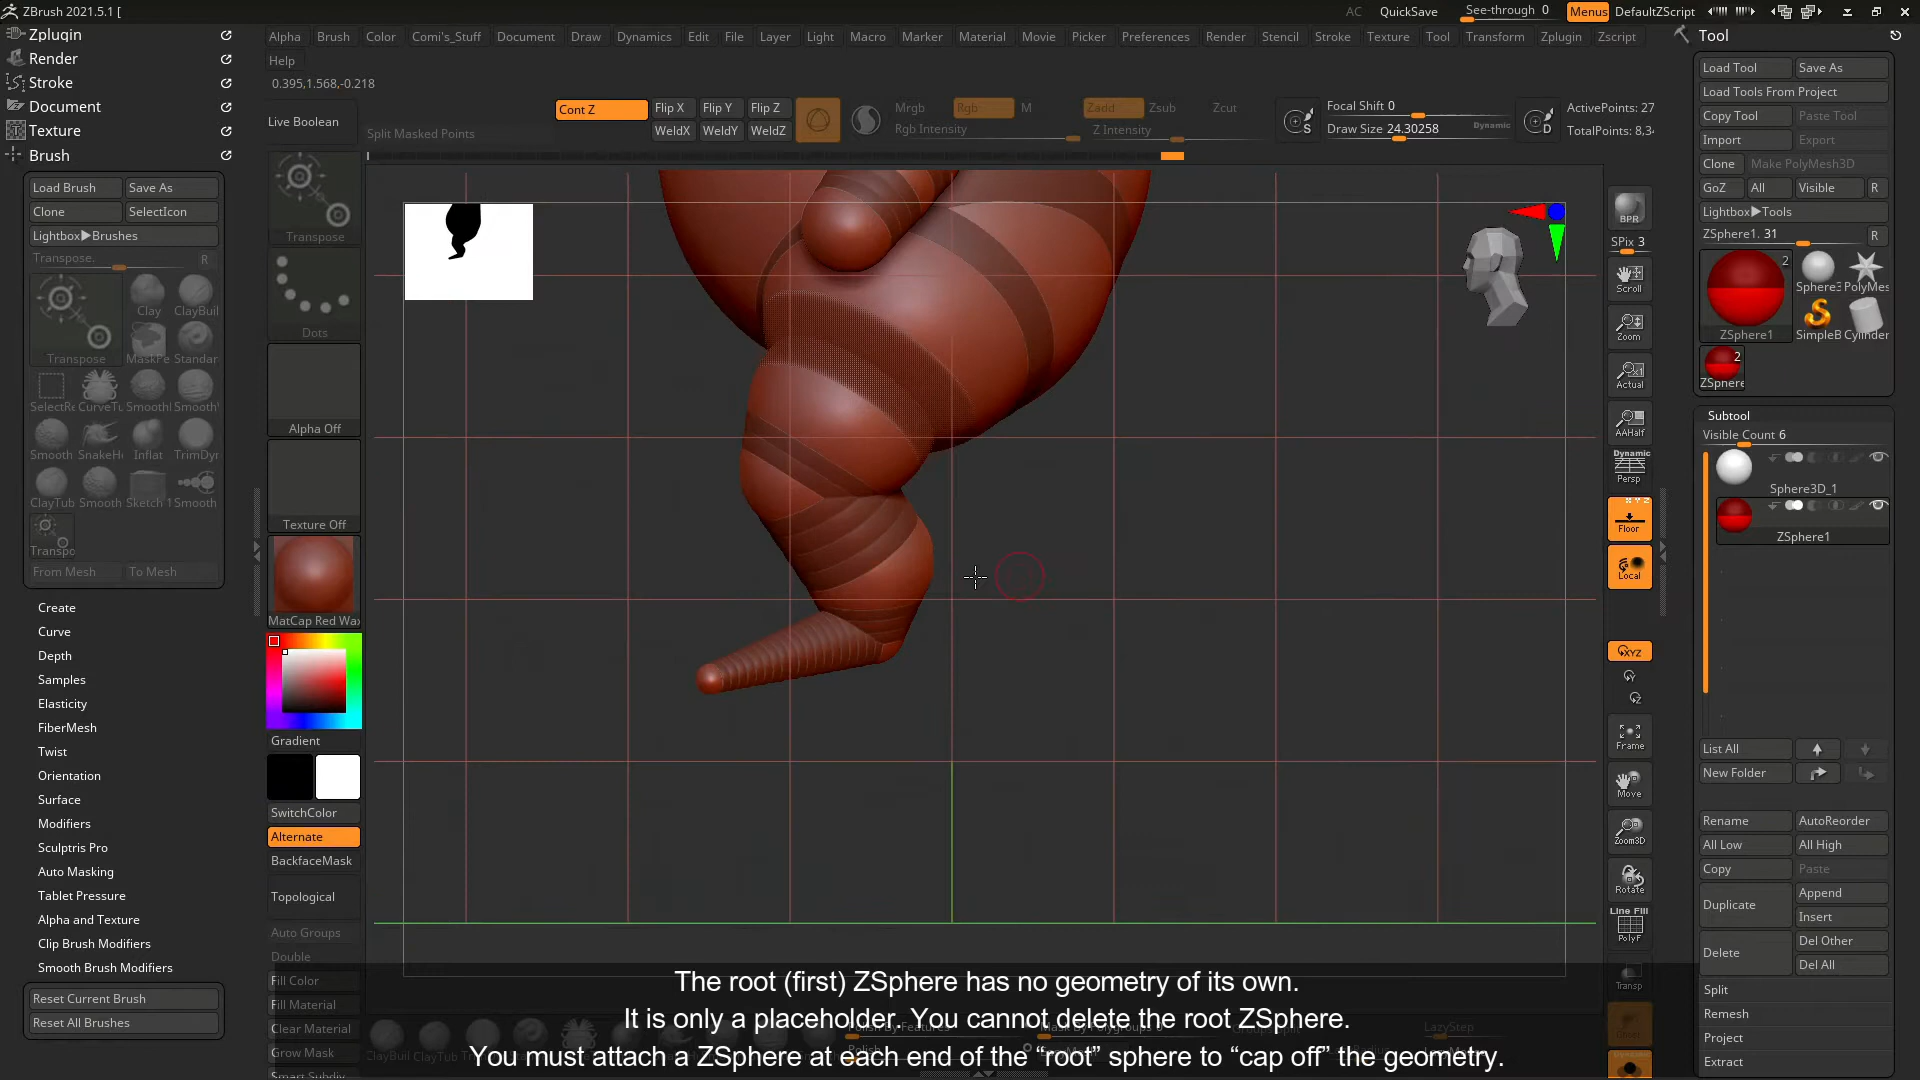 ZBrush 2021.5.1 [
AC
QuickSave
See-through 0
Menus
DefaultZScript
Zplugin
Render
Stroke
Document
Texture
Brush
Alpha Brush Color Comi's_Stuff Document Draw Dynamics Edit File Layer Light Macro Marker Material Movie Picker Preferences Render Stencil Stroke Texture Tool Transform Zplugin Zscript
Help
0.395,1.568,-0.218
Live Boolean
Split Masked Points
Cont Z
Flip X Flip Y Flip Z
WeldX WeldY WeldZ
Mrgb Rgb M
Rgb Intensity
Zadd Zsub Zcut
Z Intensity
S
Focal Shift 0
Draw Size 24.30258
Dynamic
D
ActivePoints: 27
TotalPoints: 8,34
Load Brush Save As
Clone SelectIcon
Lightbox▶Brushes
Transpose. R
Transpose
Clay ClayBuil
MaskPe Standar
SelectRe CurveTu Smooth
Smooth SnakeHo Inflat TrimDyn
ClayTub Smooth Sketch 1 Smooth
Transpo
From Mesh To Mesh
Create
Curve
Depth
Samples
Elasticity
FiberMesh
Twist
Orientation
Surface
Modifiers
Sculptris Pro
Auto Masking
Tablet Pressure
Alpha and Texture
Clip Brush Modifiers
Smooth Brush Modifiers
Reset Current Brush
Reset All Brushes
Transpose
Dots
Alpha Off
Texture Off
MatCap Red Wax
Gradient
SwitchColor
Alternate
BackfaceMask
Topological
Auto Groups
Double
Fill Color
Fill Material
Clear Material
Grow Mask
BPR
SPix 3
Scroll
Zoom
Actual
AAHalf
Dynamic
Persp
Floor
Local
XYZ
Frame
Move
Zoom3D
Rotate
Line Fill
PolyF
Transp
Tool
Load Tool Save As
Load Tools From Project
Copy Tool Paste Tool
Import Export
Clone Make PolyMesh3D
GoZ All Visible R
Lightbox▶Tools
ZSphere1. 31 R
2
ZSphere1
Sphere3 PolyMes
SimpleB Cylinder
2
ZSphere
Subtool
Visible Count 6
Sphere3D_1
ZSphere1
List All
New Folder
Rename AutoReorder
All Low All High
Copy Paste
Duplicate Append
Insert
Delete Del Other
Del All
Split
Remesh
Project
Extract
The root (first) ZSphere has no geometry of its own.
It is only a placeholder. You cannot delete the root ZSphere.
You must attach a ZSphere at each end of the “root” sphere to “cap off” the geometry.